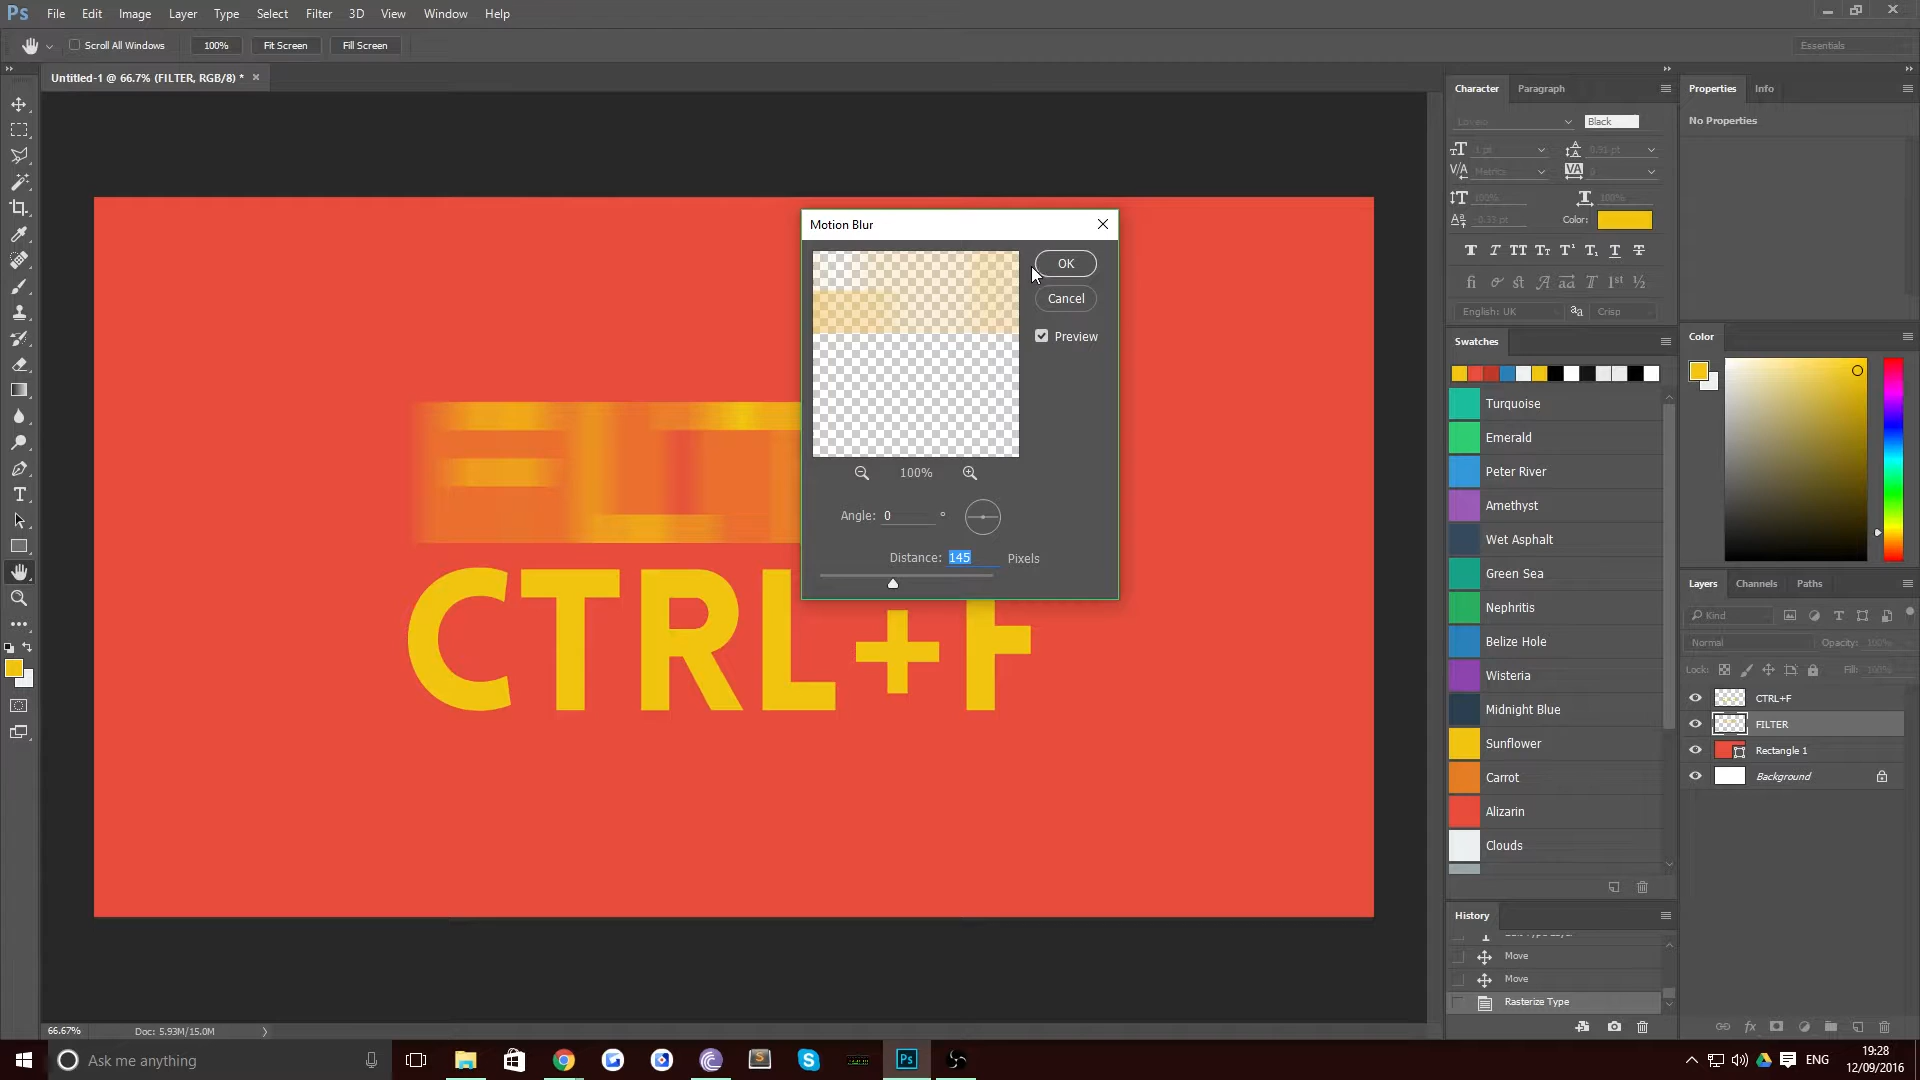 Ps File Edit Image Layer Type Select Filter 3D View Window Help
Scroll All Windows 100% Fit Screen Fill Screen Essentials
Untitled-1 @ 66.7% (FILTER, RGB/8) * ×
Character Paragraph
Black
1 pt 0.91 pt
Metrics 0
100% 100%
-0.33 pt Color:
English: UK Crisp
Properties Info
No Properties
Motion Blur
OK
Cancel
Preview
100%
Angle: 0 °
Distance: 145 Pixels
CTRL+F
Swatches
Turquoise
Emerald
Peter River
Amethyst
Wet Asphalt
Green Sea
Nephritis
Belize Hole
Wisteria
Midnight Blue
Sunflower
Carrot
Alizarin
Clouds
Color
Layers Channels Paths
Kind
Normal Opacity: 100%
Lock: Fill: 100%
CTRL+F
FILTER
Rectangle 1
Background
History
Move
Move
Rasterize Type
66.67% Doc: 5.93M/15.0M
Ask me anything
Ps
ENG
19:28
12/09/2016